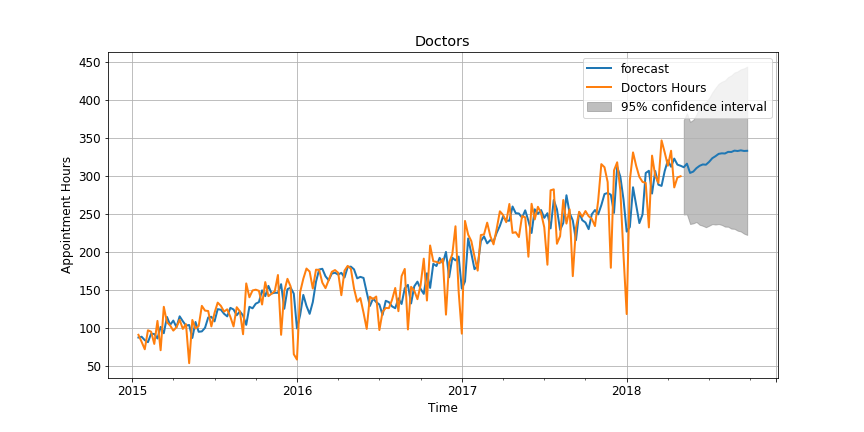 Doctors
450
400
350
300
250
200
150
100
50
Appointment Hours
forecast
Doctors Hours
95% confidence interval
2015
2016
2017
2018
Time